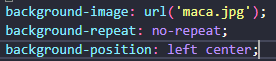 background-image: url('maca.jpg');
background-repeat: no-repeat;
background-position: left center;